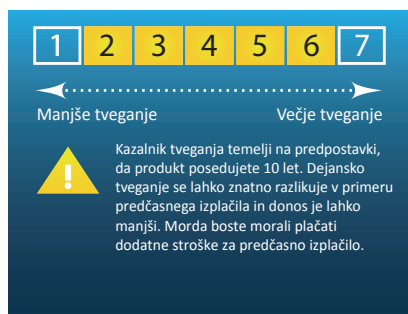 1 2 3 4 5 6 7
Manjše tveganje Večje tveganje
Kazalnik tveganja temelji na predpostavki,
da produkt posedujete 10 let. Dejansko
tveganje se lahko znatno razlikuje v primeru
predčasnega izplačila in donos je lahko
manjši. Morda boste morali plačati
dodatne stroške za predčasno izplačilo.
!